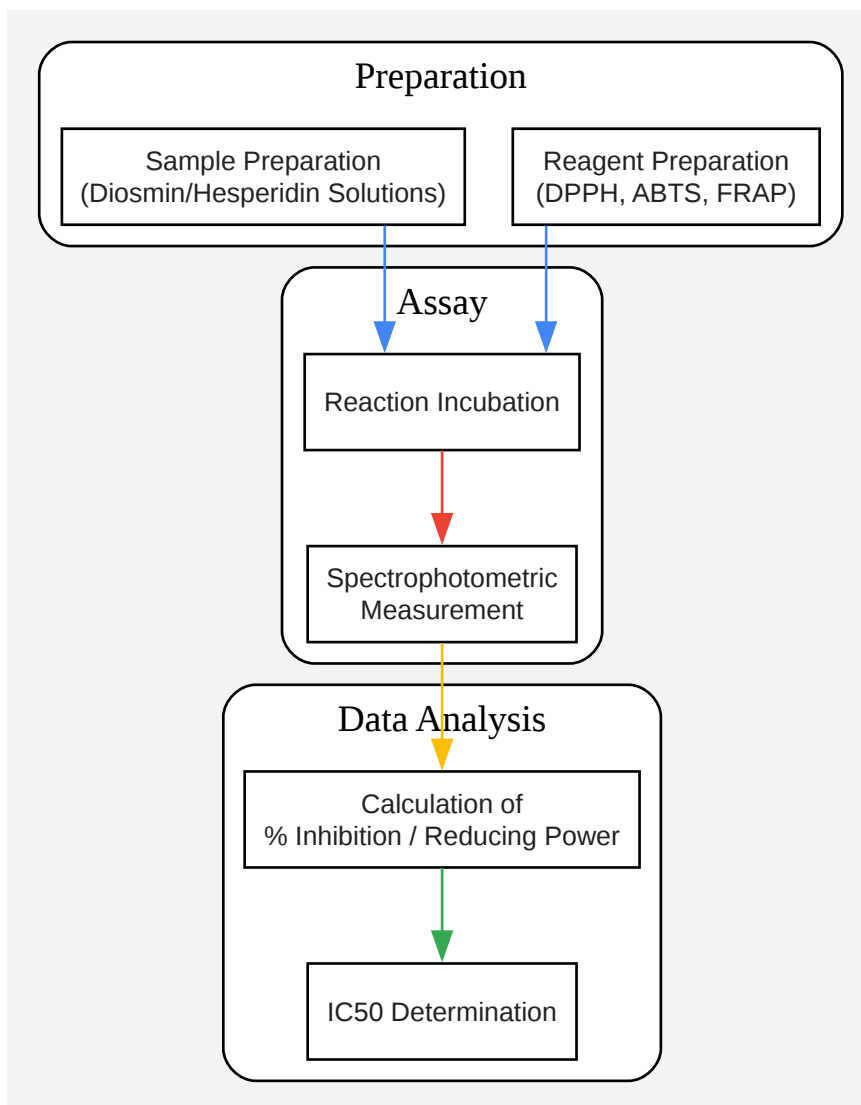 Preparation
Sample Preparation
(Diosmin/Hesperidin Solutions)
Reagent Preparation
(DPPH, ABTS, FRAP)
Assay
Reaction Incubation
Spectrophotometric
Measurement
Data Analysis
Calculation of
% Inhibition / Reducing Power
IC50 Determination